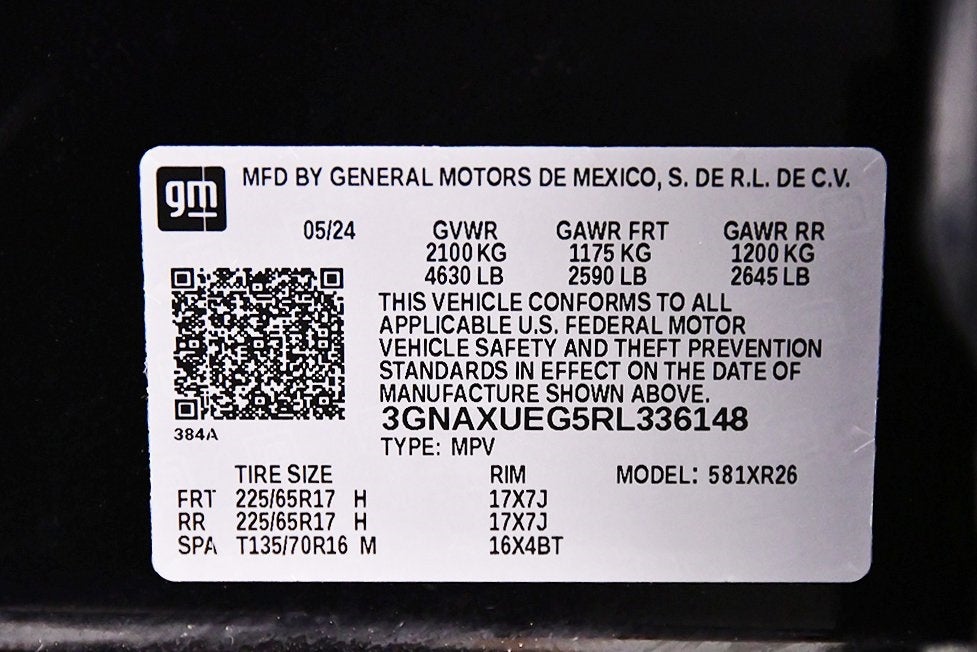 gm MFD BY GENERAL MOTORS DE MEXICO, S. DE R.L. DE C.V.
05/24 GVWR GAWR FRT GAWR RR
2100 KG 1175 KG 1200 KG
4630 LB 2590 LB 2645 LB
THIS VEHICLE CONFORMS TO ALL
APPLICABLE U.S. FEDERAL MOTOR
VEHICLE SAFETY AND THEFT PREVENTION
STANDARDS IN EFFECT ON THE DATE OF
MANUFACTURE SHOWN ABOVE.
3GNAXUEG5RL336148
384A
TYPE: MPV
TIRE SIZE RIM MODEL: 581XR26
FRT 225/65R17 H 17X7J
RR 225/65R17 H 17X7J
SPA T135/70R16 M 16X4BT